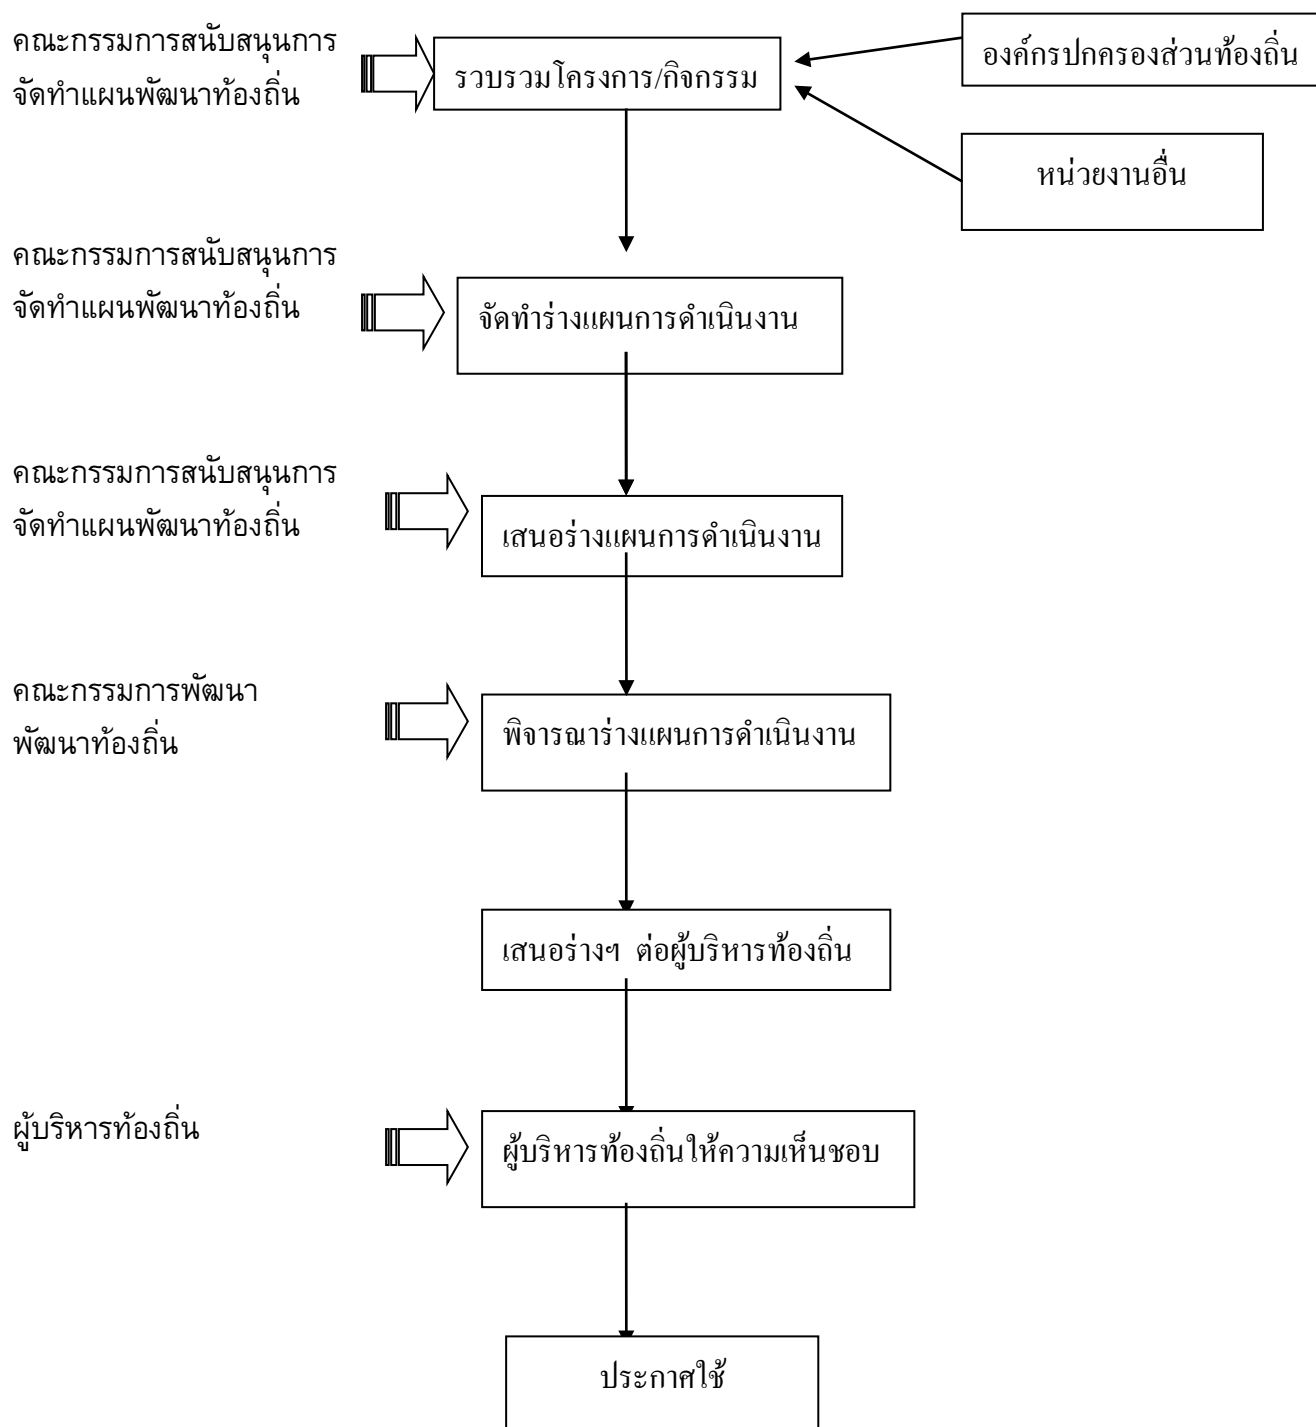 คณะกรรมการสนับสนุนการ
จัดทำแผนพัฒนาท้องถิ่น
รวบรวมโครงการ/กิจกรรม
องค์กรปกครองส่วนท้องถิ่น
หน่วยงานอื่น
คณะกรรมการสนับสนุนการ
จัดทำแผนพัฒนาท้องถิ่น
จัดทำร่างแผนการดำเนินงาน
คณะกรรมการสนับสนุนการ
จัดทำแผนพัฒนาท้องถิ่น
เสนอร่างแผนการดำเนินงาน
คณะกรรมการพัฒนา
พัฒนาท้องถิ่น
พิจารณาร่างแผนการดำเนินงาน
เสนอร่างฯ ต่อผู้บริหารท้องถิ่น
ผู้บริหารท้องถิ่น
ผู้บริหารท้องถิ่นให้ความเห็นชอบ
ประกาศใช้